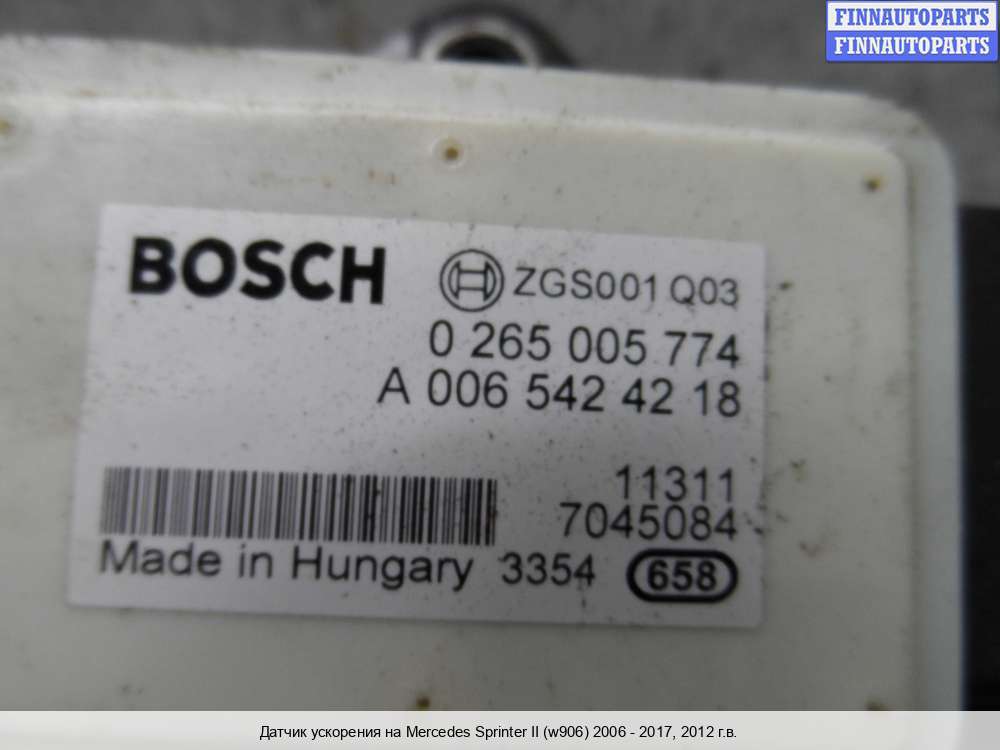 FINNAUTOPARTS
FINNAUTOPARTS
BOSCH ZGS001 Q03
0 265 005 774
A 006 542 42 18
11311
7045084
Made in Hungary 3354 658
Датчик ускорения на Mercedes Sprinter II (w906) 2006 - 2017, 2012 г.в.